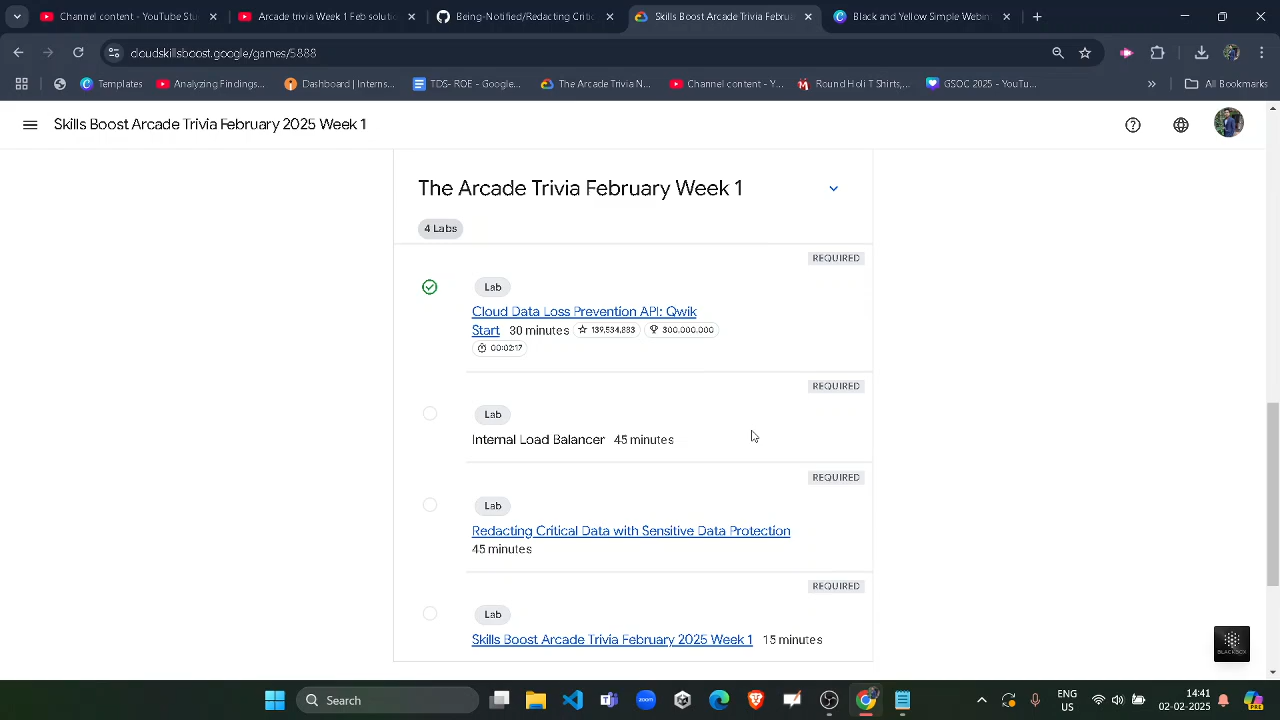 Channel content - YouTube Stu
Arcade trivia Week 1 Feb soluti
Being Notified/Redacting Critic
Skills Boost Arcade Trivia Febru
Black and Yellow Simple Webin
cloudskillsboost.google/games/5888
Templates
Analyzing Findings...
Dashboard | Interns...
TDS- ROE - Google...
The Arcade Trivia N...
Channel content - Y...
Round Holi T Shirts,...
GSOC 2025 - YouTu...
All Bookmarks
Skills Boost Arcade Trivia February 2025 Week 1
The Arcade Trivia February Week 1
4 Labs
REQUIRED
Lab
Cloud Data Loss Prevention API: Qwik
Start 30 minutes 139,534,883 300,000,000
00:02:17
REQUIRED
Lab
Internal Load Balancer 45 minutes
REQUIRED
Lab
Redacting Critical Data with Sensitive Data Protection
45 minutes
REQUIRED
Lab
Skills Boost Arcade Trivia February 2025 Week 1 15 minutes
BLACKBOX
Search
ENG
US
14:41
02-02-2025